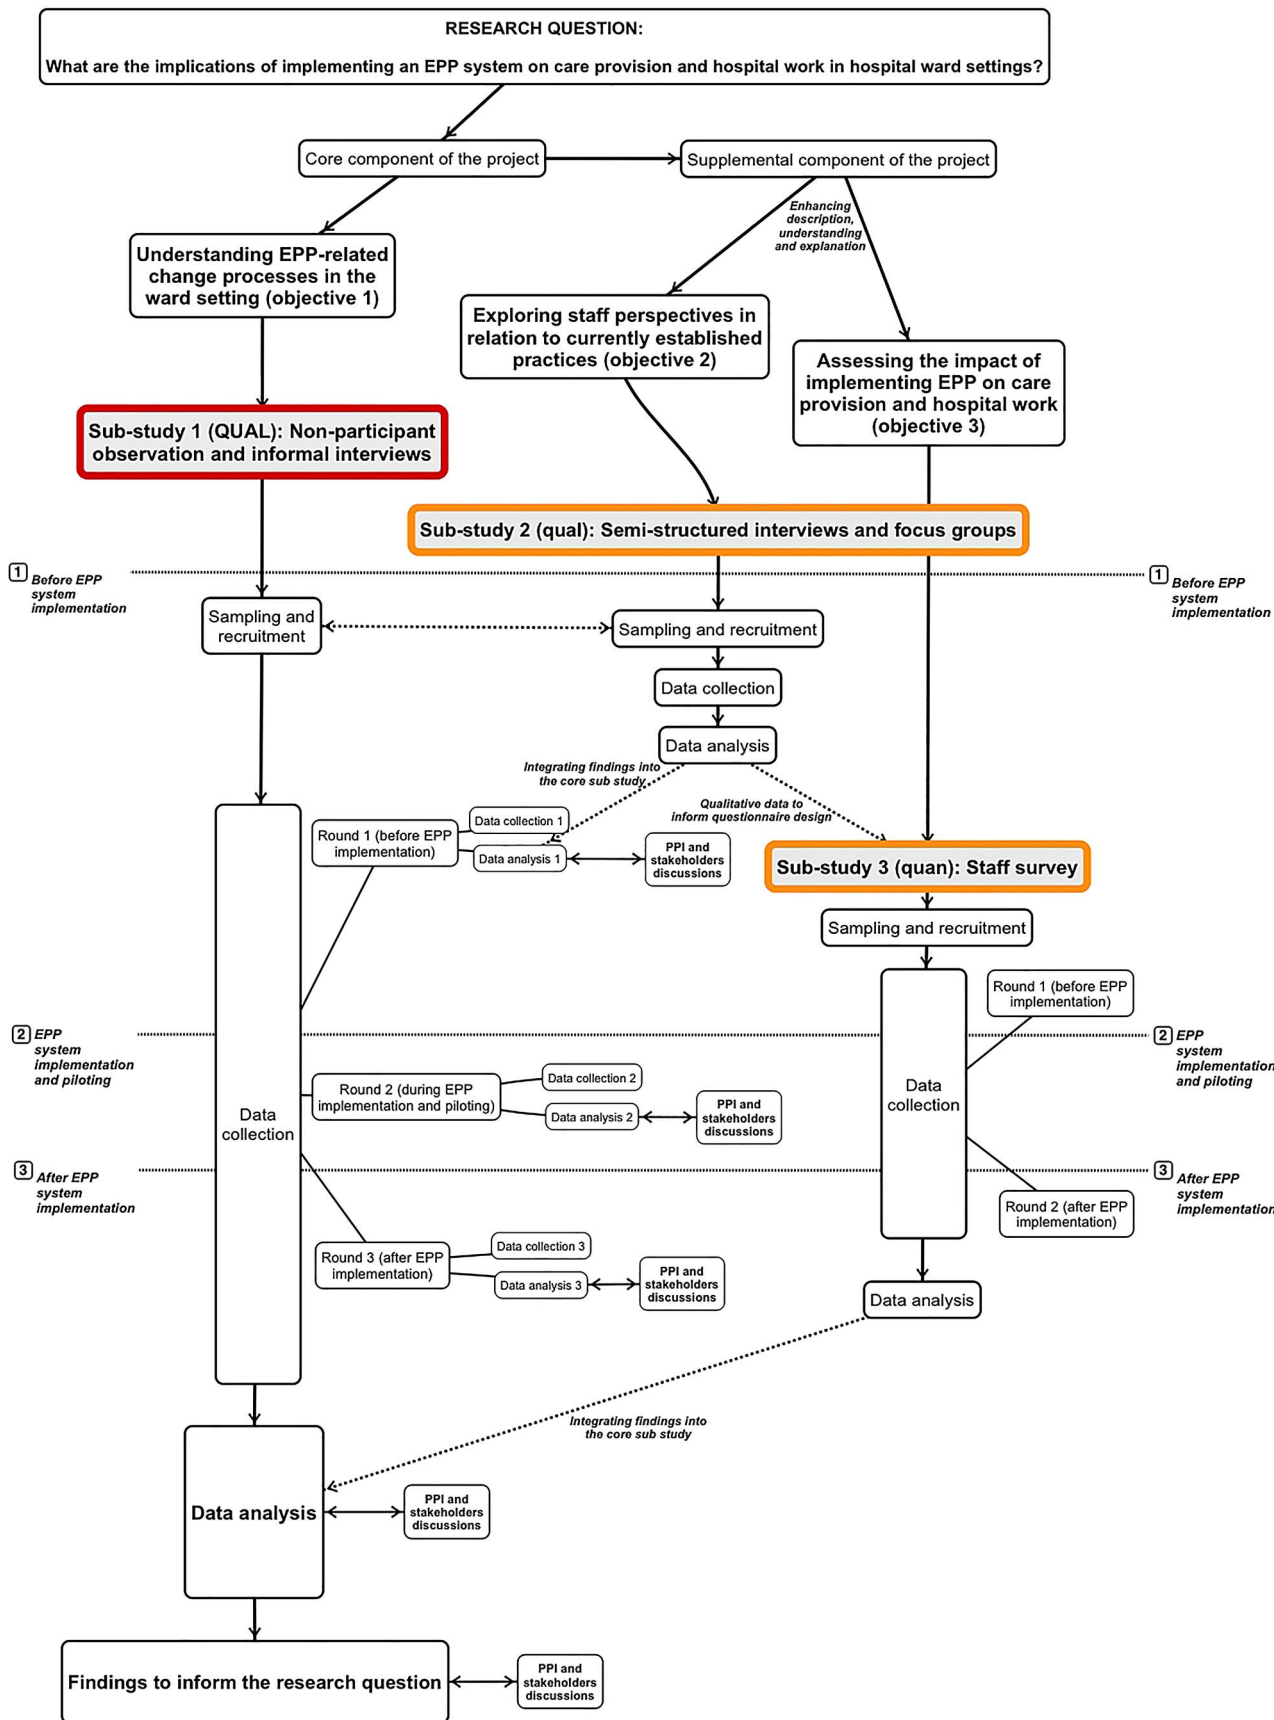 RESEARCH QUESTION:
What are the implications of implementing an EPP system on care provision and hospital work in hospital ward settings?
Core component of the project
Supplemental component of the project
Enhancing
description,
understanding
and explanation
Understanding EPP-related
change processes in the
ward setting (objective 1)
Exploring staff perspectives in
relation to currently established
practices (objective 2)
Assessing the impact of
implementing EPP on care
provision and hospital work
(objective 3)
Sub-study 1 (QUAL): Non-participant
observation and informal interviews
Sub-study 2 (qual): Semi-structured interviews and focus groups
1
Before EPP
system
implementation
1
Before EPP
system
implementation
Sampling and
recruitment
Sampling and recruitment
Data collection
Data analysis
Integrating findings into
the core sub study
Qualitative data to
inform questionnaire design
Round 1 (before EPP
implementation)
Data collection 1
Data analysis 1
PPI and
stakeholders
discussions
Sub-study 3 (quan): Staff survey
Sampling and recruitment
Round 1 (before EPP
implementation)
2
EPP
system
implementation
and piloting
2
EPP
system
implementation
and piloting
Data
collection
Round 2 (during EPP
implementation and piloting)
Data collection 2
Data analysis 2
PPI and
stakeholders
discussions
Data
collection
3
After EPP
system
implementation
3
After EPP
system
implementation
Round 2 (after EPP
implementation)
Round 3 (after EPP
implementation)
Data collection 3
Data analysis 3
PPI and
stakeholders
discussions
Data analysis
Integrating findings into
the core sub study
Data analysis
PPI and
stakeholders
discussions
Findings to inform the research question
PPI and
stakeholders
discussions